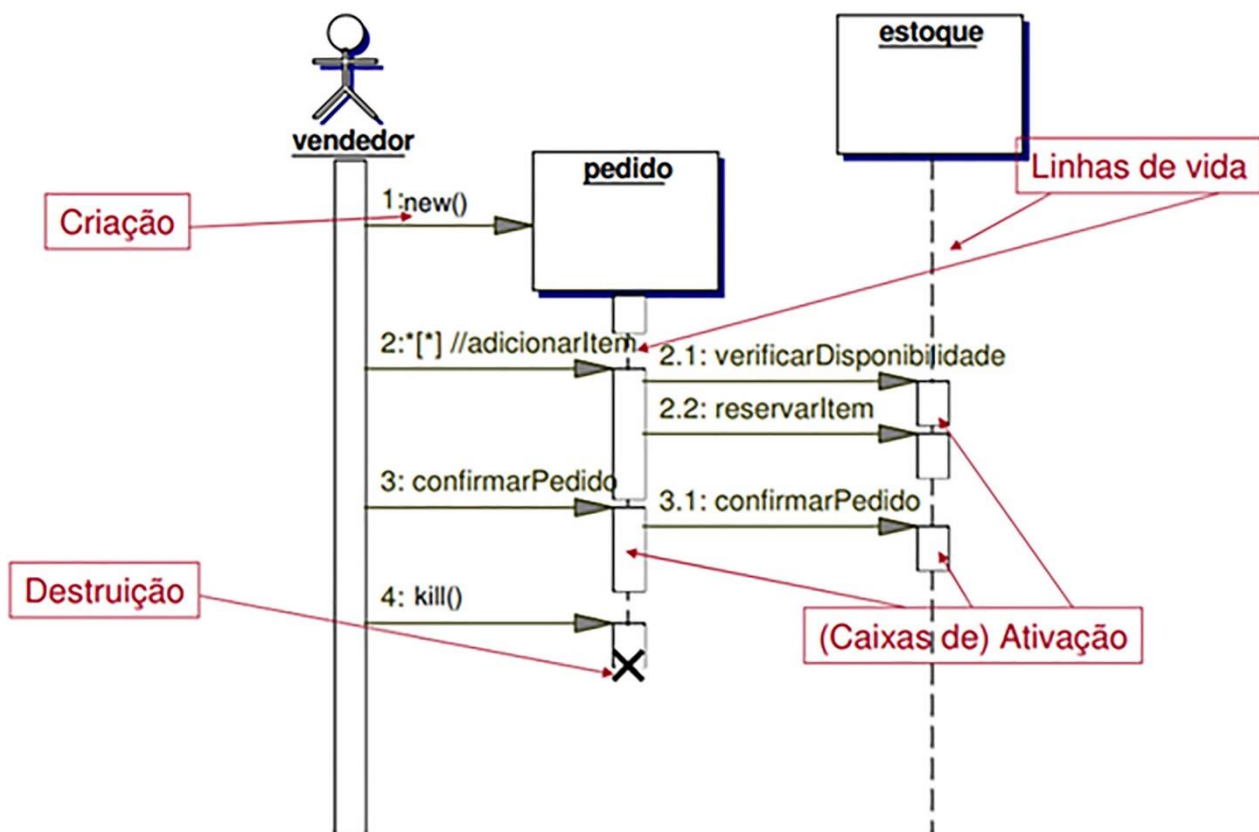 estoque
vendedor
Linhas de vida
pedido
1:new()
Criação
2:*[*] //adicionarItem
2.1: verificarDisponibilidade
2.2: reservarItem
3: confirmarPedido
3.1: confirmarPedido
Destruição
4: kill()
(Caixas de) Ativação